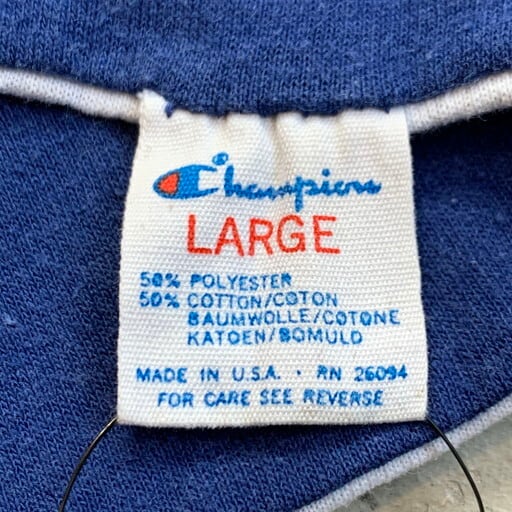 Champion®
LARGE
50% POLYESTER
50% COTTON/COTON
BAUMWOLLE/COTONE
KATOEN/BOMULD
MADE IN U.S.A. · RN 26094
FOR CARE SEE REVERSE